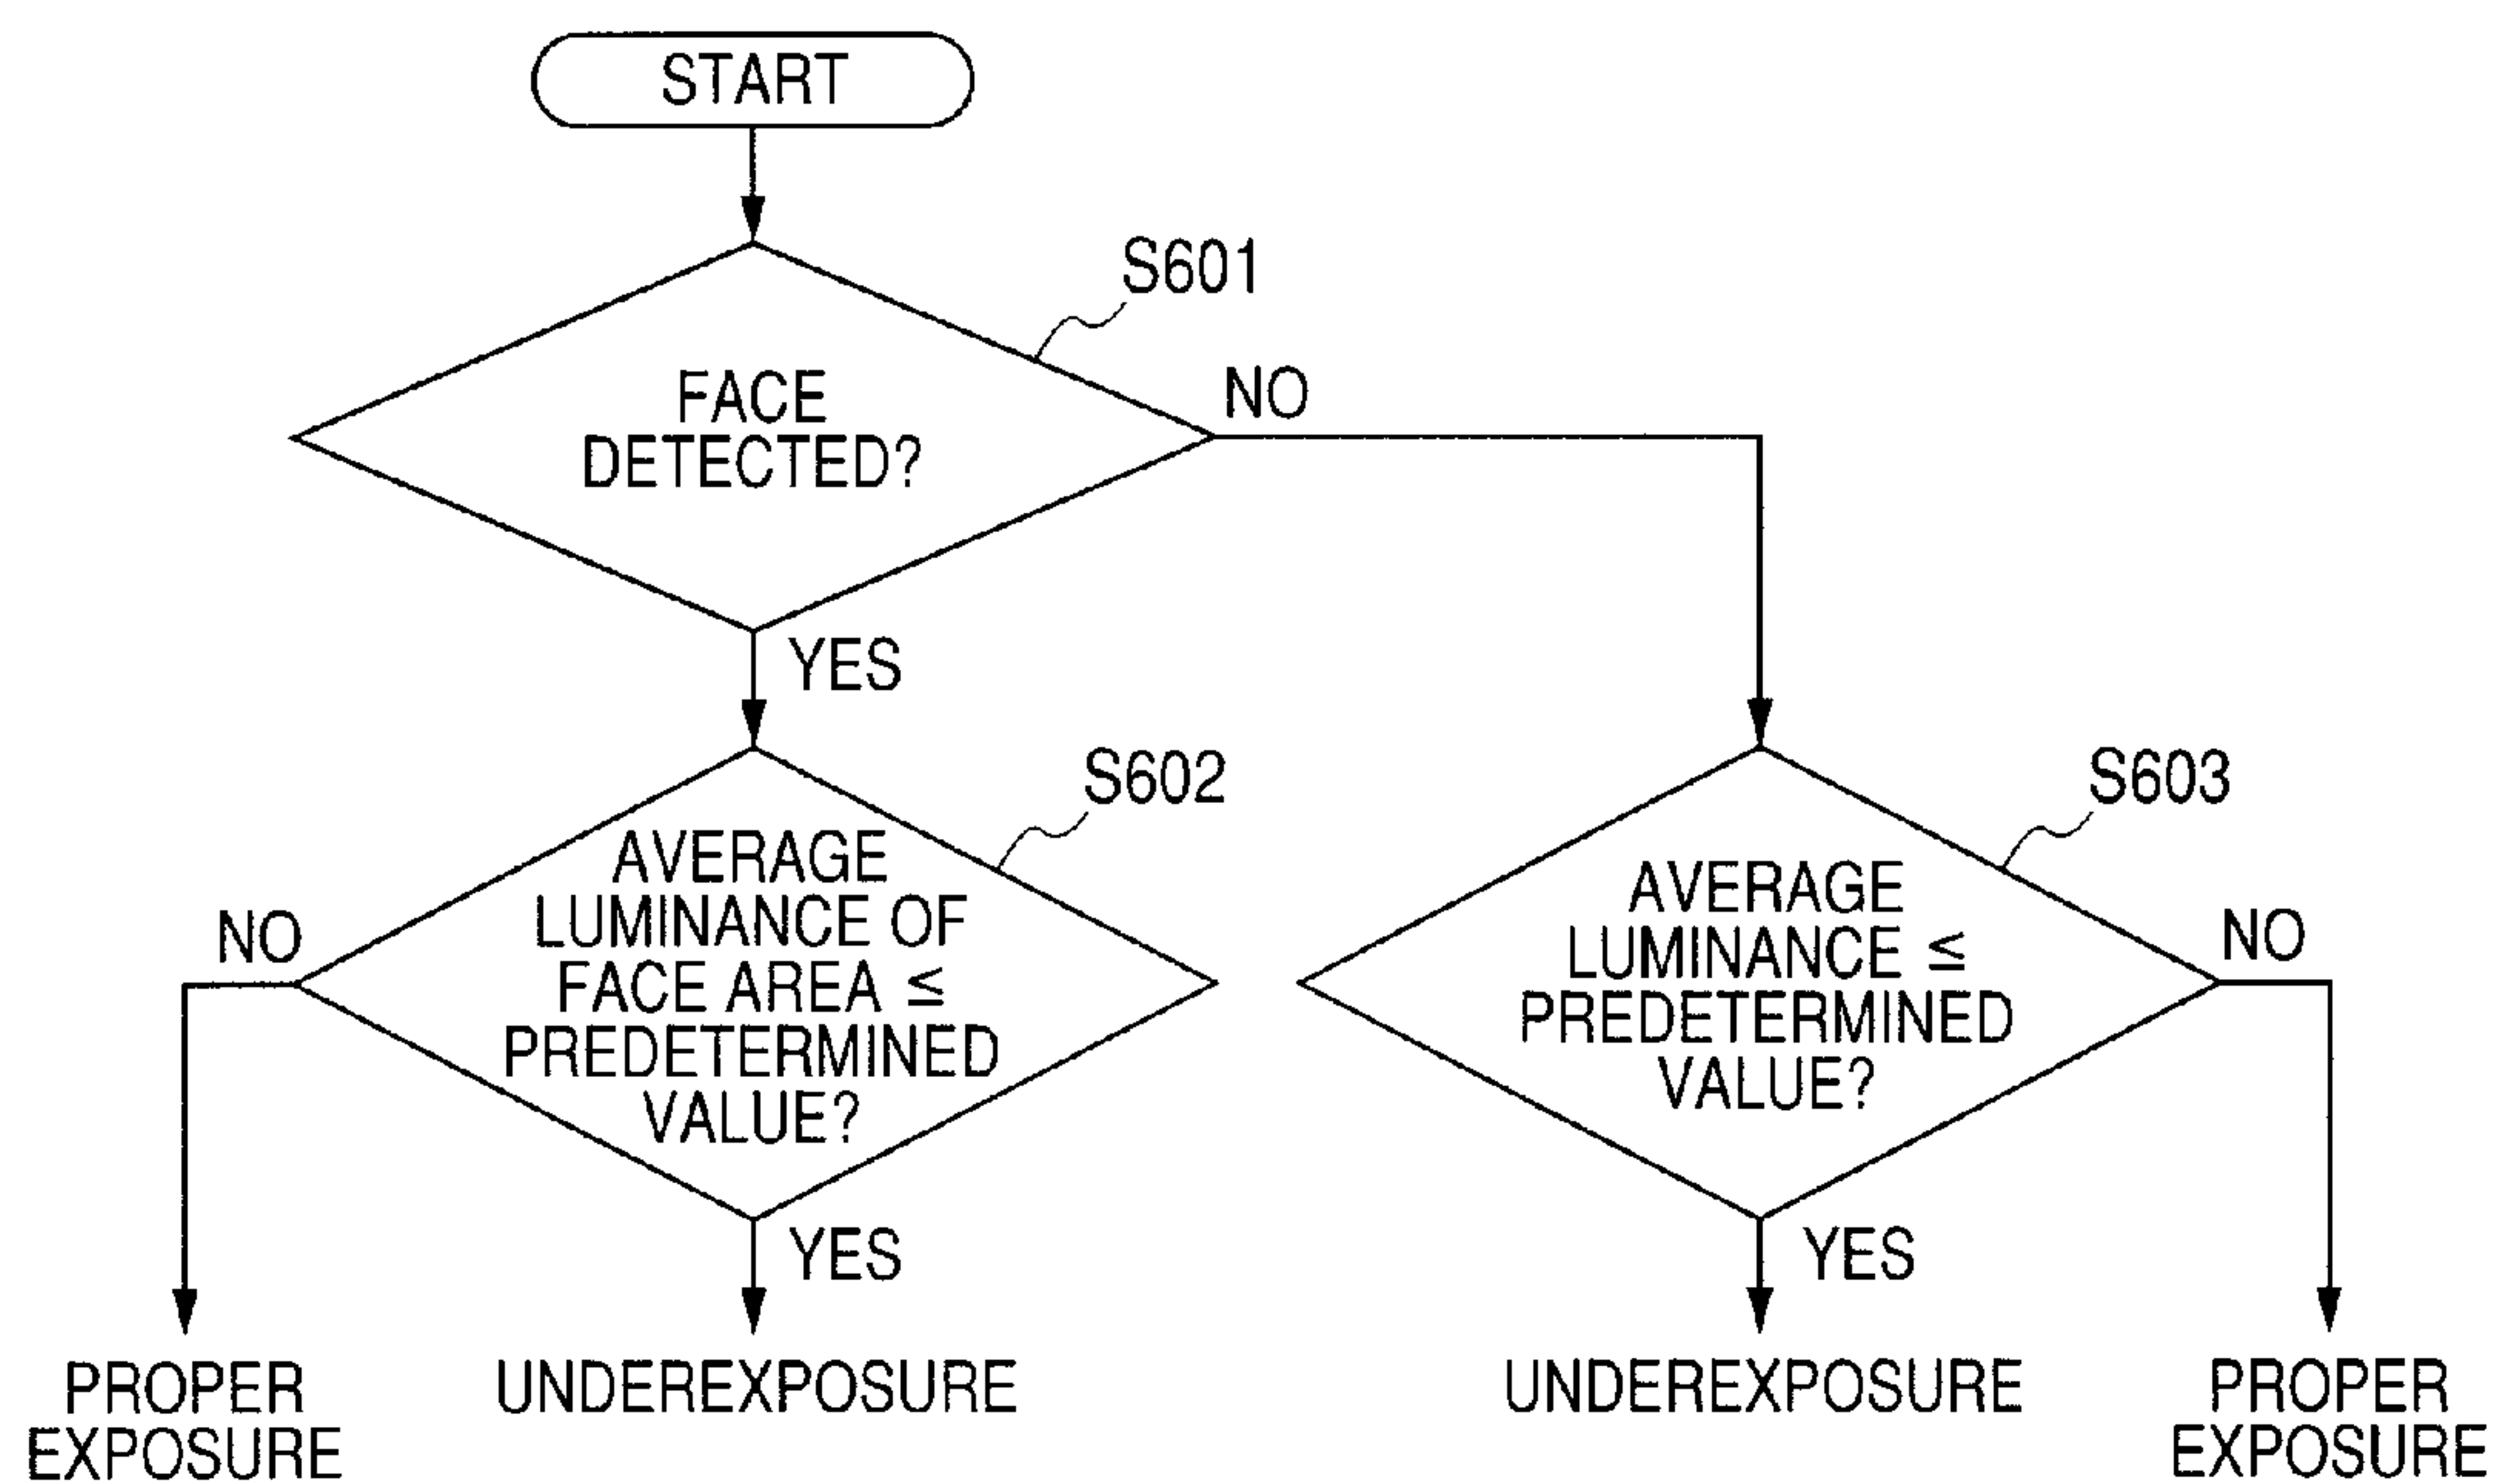 START
S601
FACE
DETECTED?
NO
YES
S602
AVERAGE
LUMINANCE OF
FACE AREA ≤
PREDETERMINED
VALUE?
NO
YES
S603
AVERAGE
LUMINANCE ≤
PREDETERMINED
VALUE?
NO
YES
PROPER
EXPOSURE
UNDEREXPOSURE
UNDEREXPOSURE
PROPER
EXPOSURE